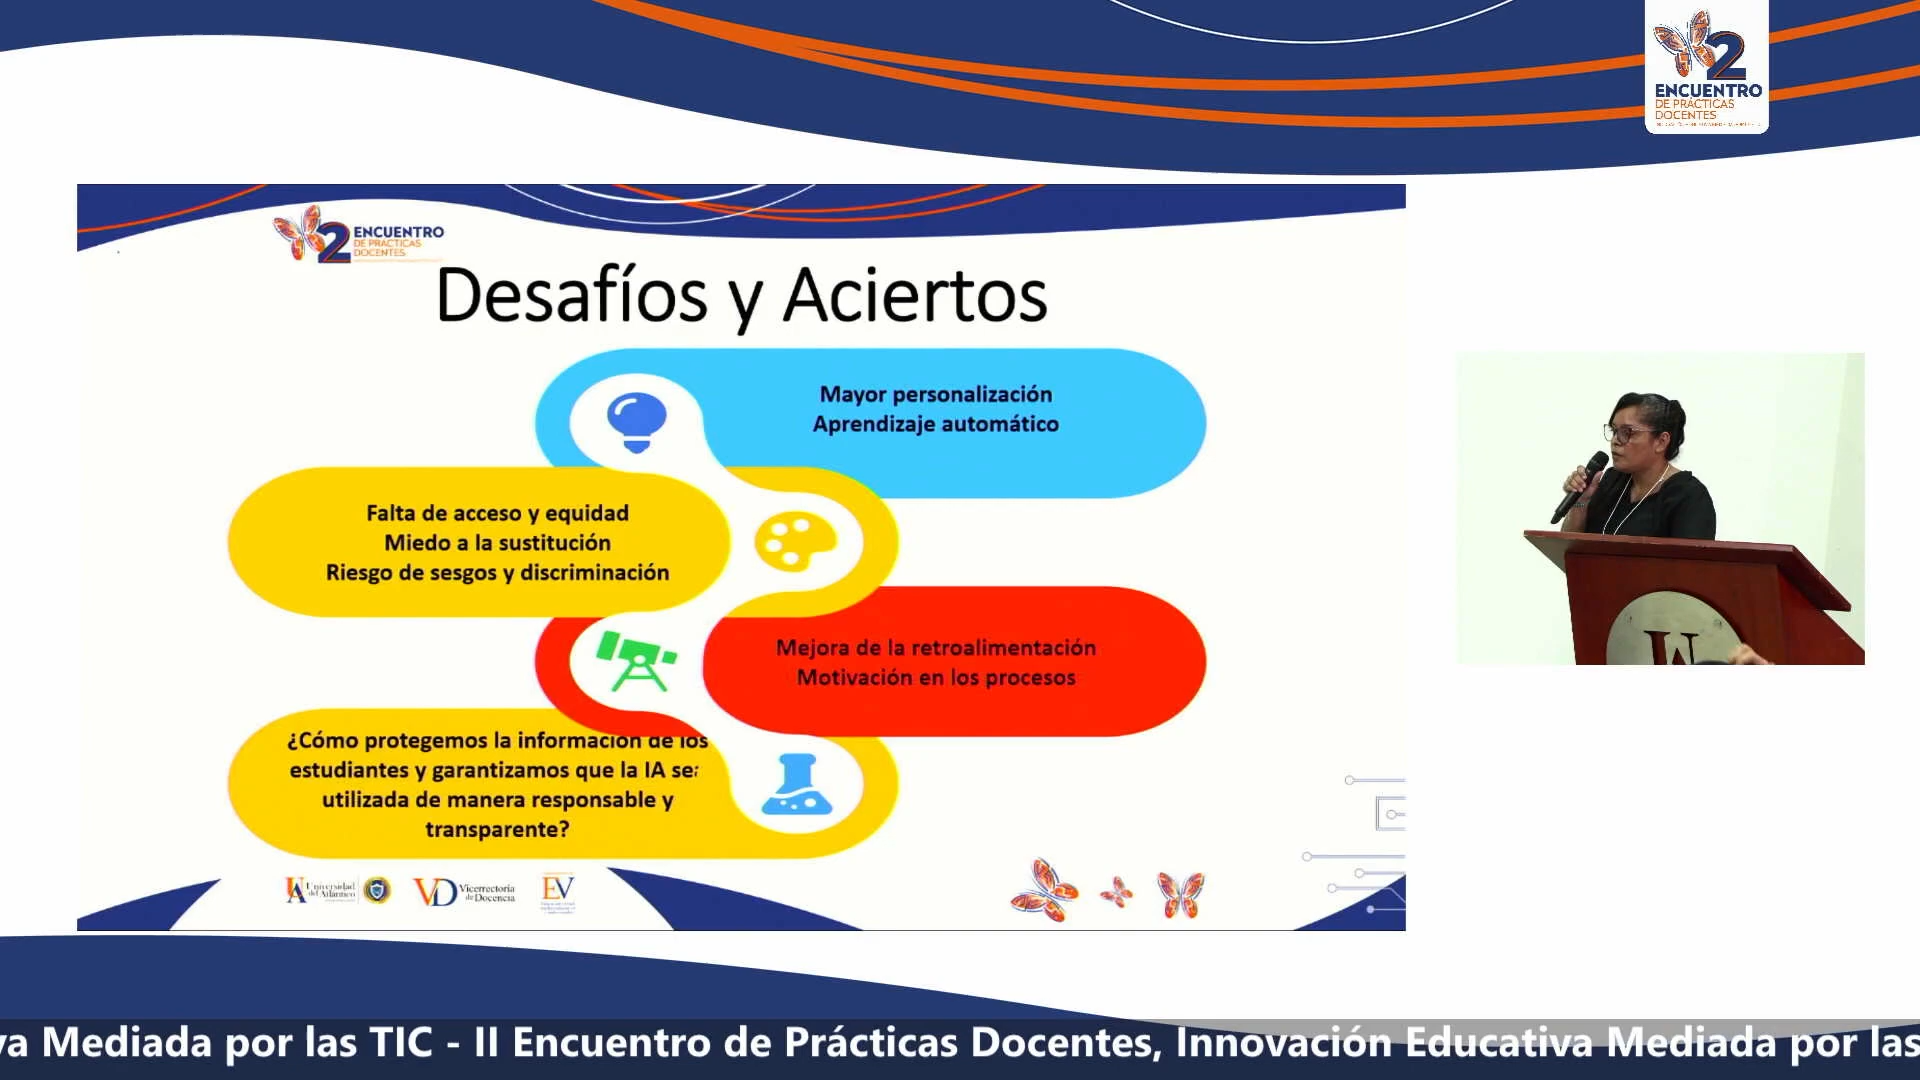 2
ENCUENTRO
DE PRÁCTICAS
DOCENTES
2
ENCUENTRO
DE PRÁCTICAS
DOCENTES
Desafíos y Aciertos
Mayor personalización
Aprendizaje automático
Falta de acceso y equidad
Miedo a la sustitución
Riesgo de sesgos y discriminación
Mejora de la retroalimentación
Motivación en los procesos
¿Cómo protegemos la información de los
estudiantes y garantizamos que la IA sea
utilizada de manera responsable y
transparente?
UA Universidad
del Atlántico
VD Vicerrectoría
de Docencia
EV
va Mediada por las TIC - II Encuentro de Prácticas Docentes, Innovación Educativa Mediada por las